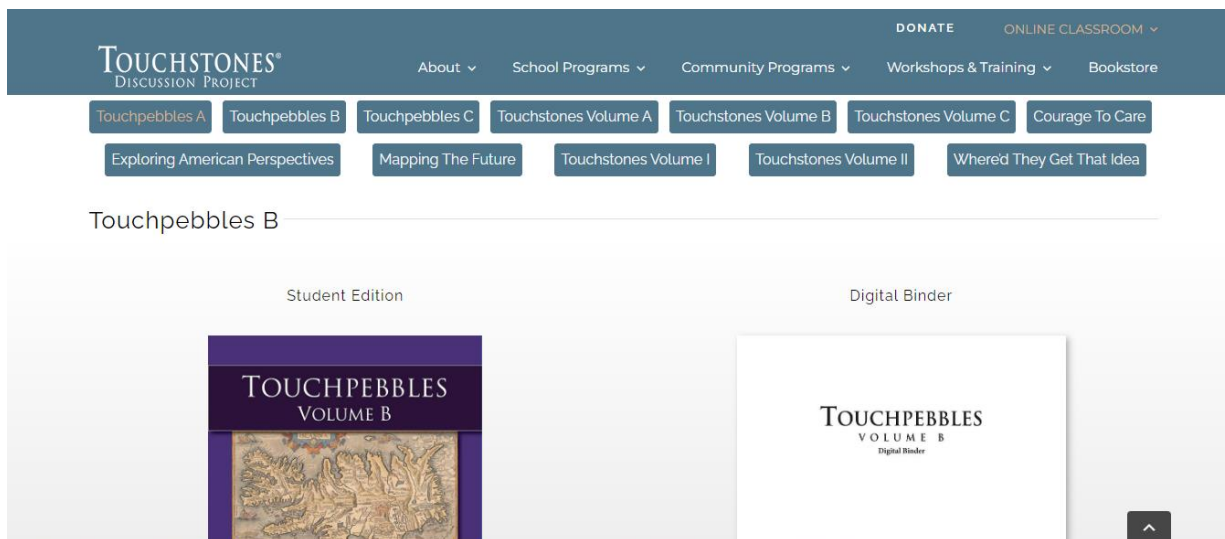 DONATE ONLINE CLASSROOM
TOUCHSTONES®
DISCUSSION PROJECT
About School Programs Community Programs Workshops & Training Bookstore
Touchpebbles A Touchpebbles B Touchpebbles C Touchstones Volume A Touchstones Volume B Touchstones Volume C Courage To Care
Exploring American Perspectives Mapping The Future Touchstones Volume I Touchstones Volume II Where'd They Get That Idea
Touchpebbles B
Student Edition Digital Binder
TOUCHPEBBLES
VOLUME B
TOUCHPEBBLES
VOLUME B
Digital Binder